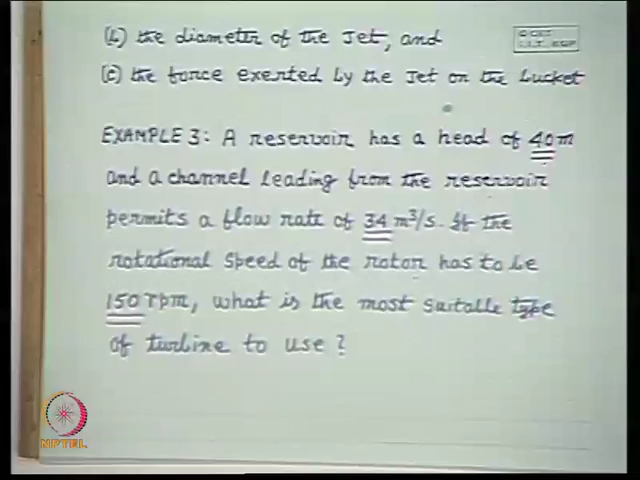 (b) the diameter of the Jet, and
(c) the force exerted by the Jet on the bucket
EXAMPLE 3: A reservoir has a head of 40m
and a channel leading from the reservoir
permits a flow rate of 34 m³/s. If the
rotational speed of the rotor has to be
150 rpm, what is the most suitable type
of turbine to use?
NPTEL